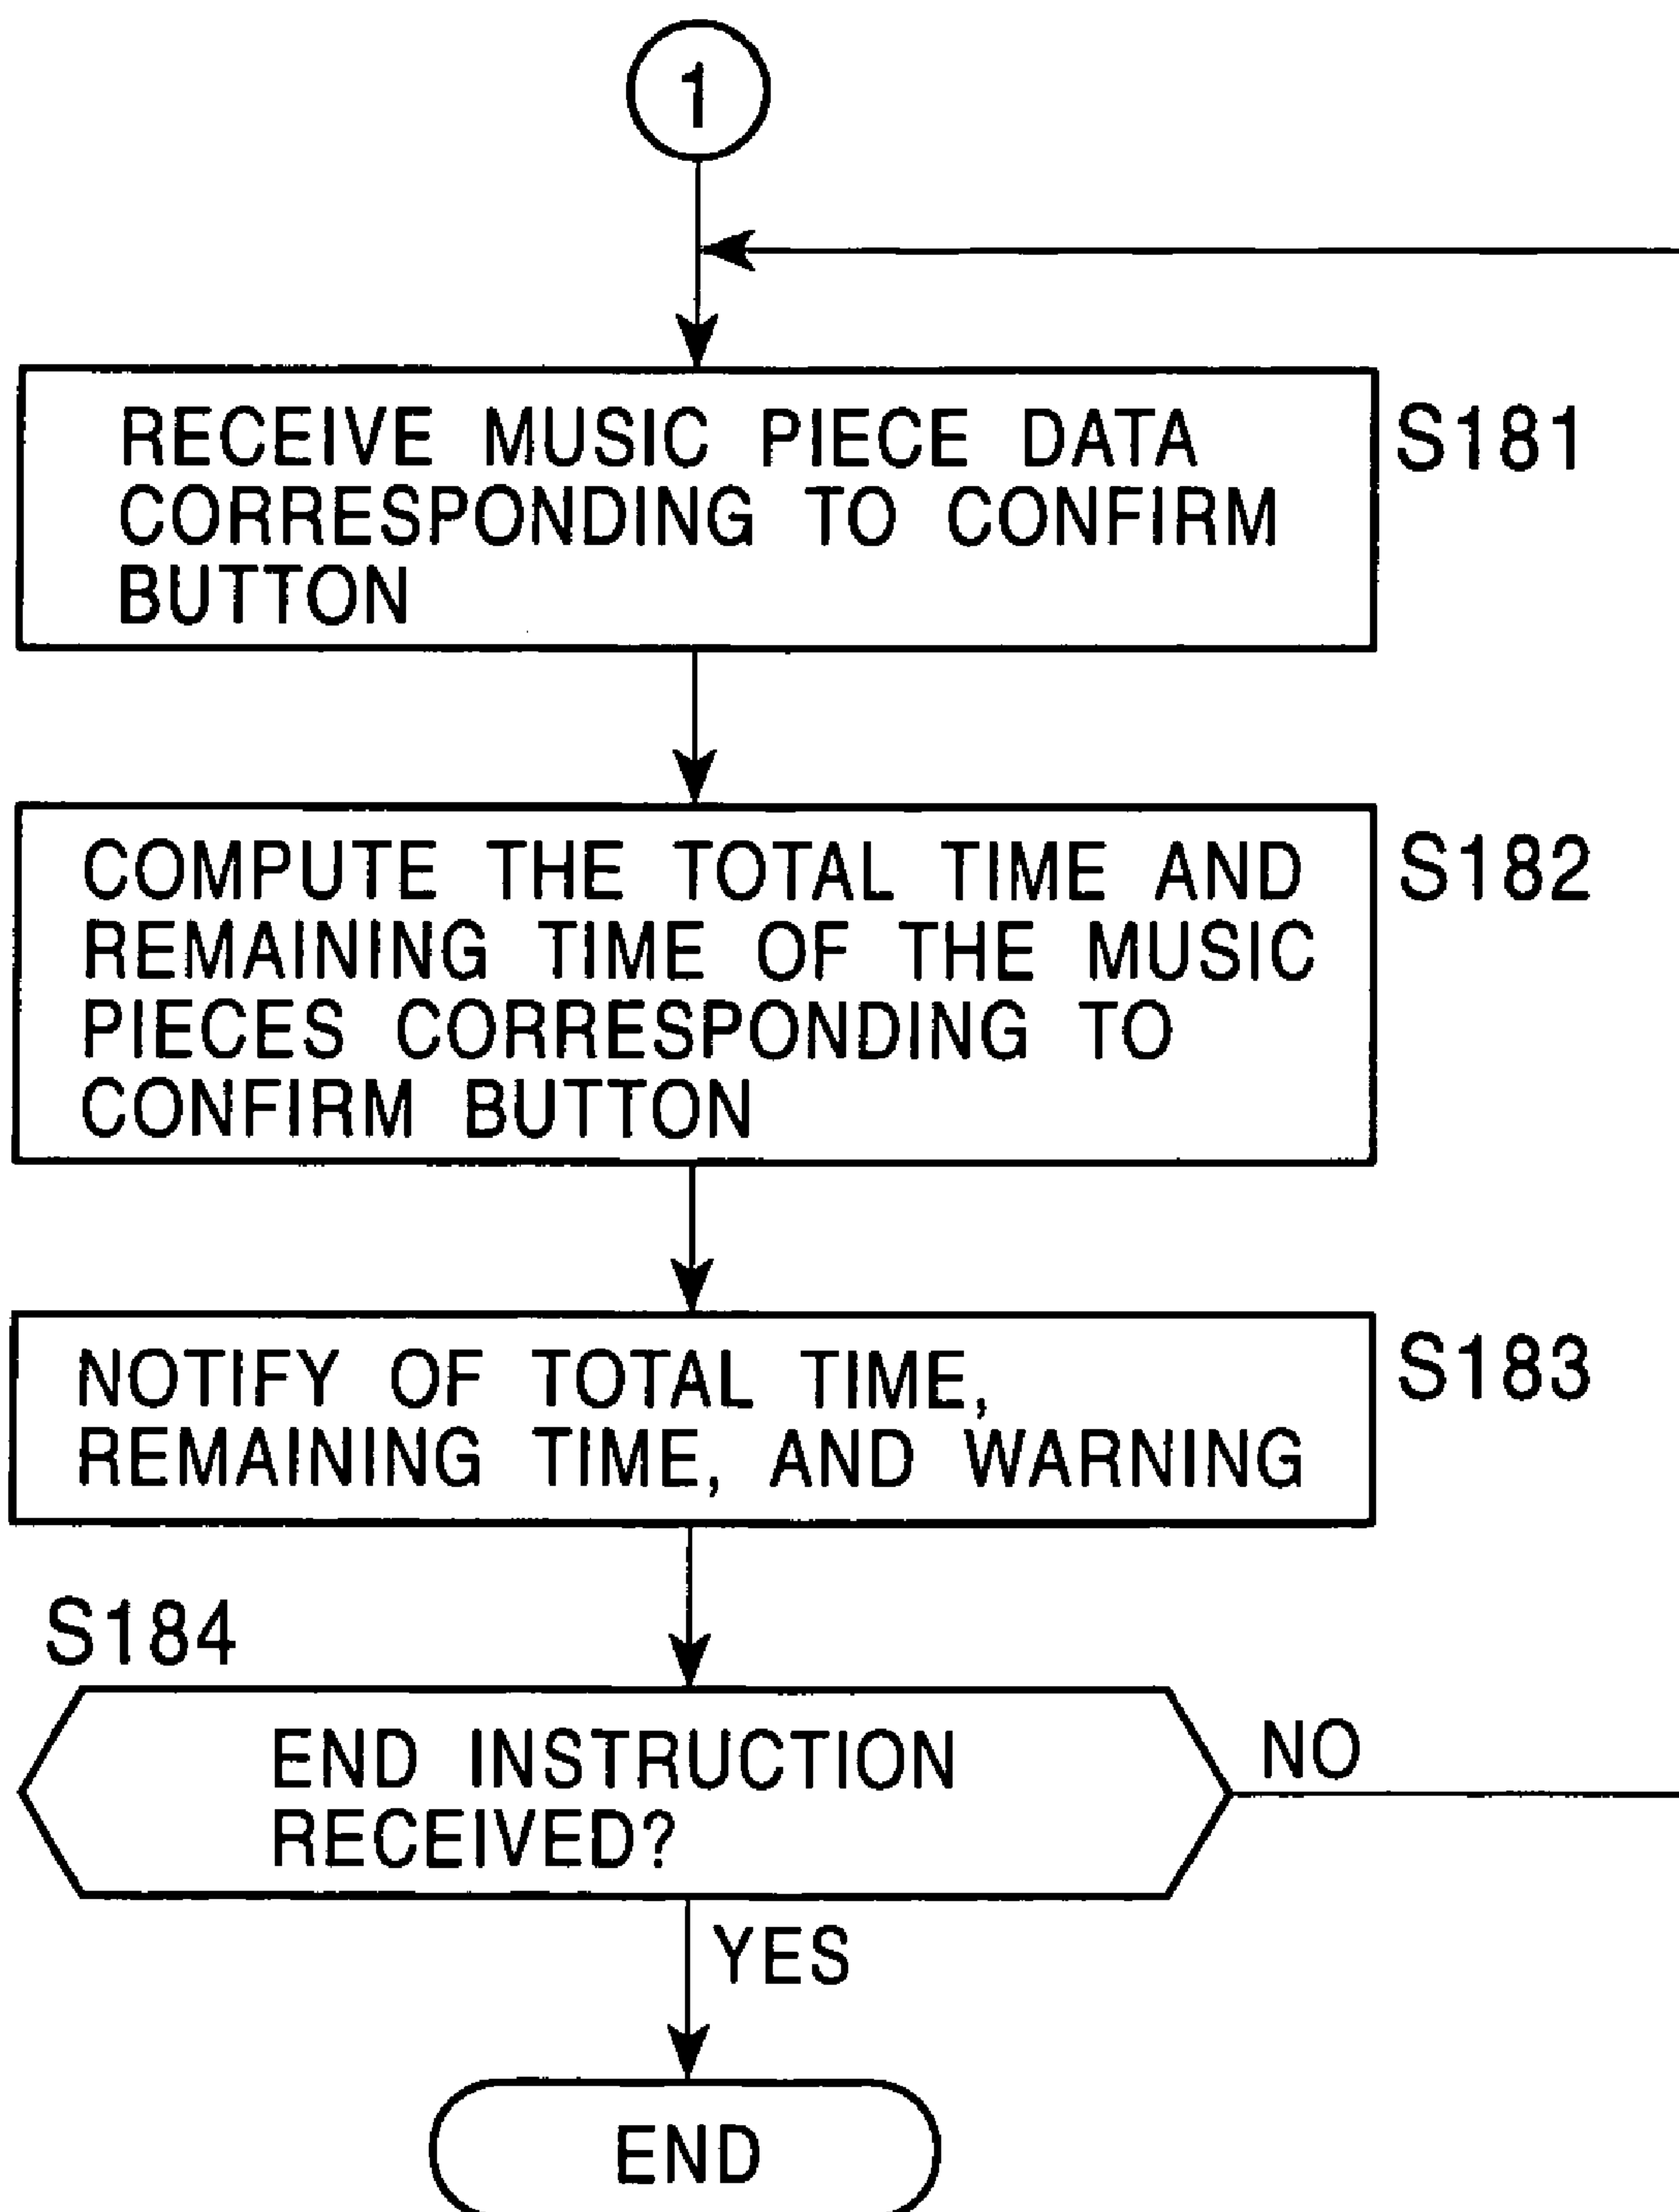 1
RECEIVE MUSIC PIECE DATA
CORRESPONDING TO CONFIRM
BUTTON
S181
COMPUTE THE TOTAL TIME AND
REMAINING TIME OF THE MUSIC
PIECES CORRESPONDING TO
CONFIRM BUTTON
S182
NOTIFY OF TOTAL TIME,
REMAINING TIME, AND WARNING
S183
S184
END INSTRUCTION
RECEIVED?
NO
YES
END